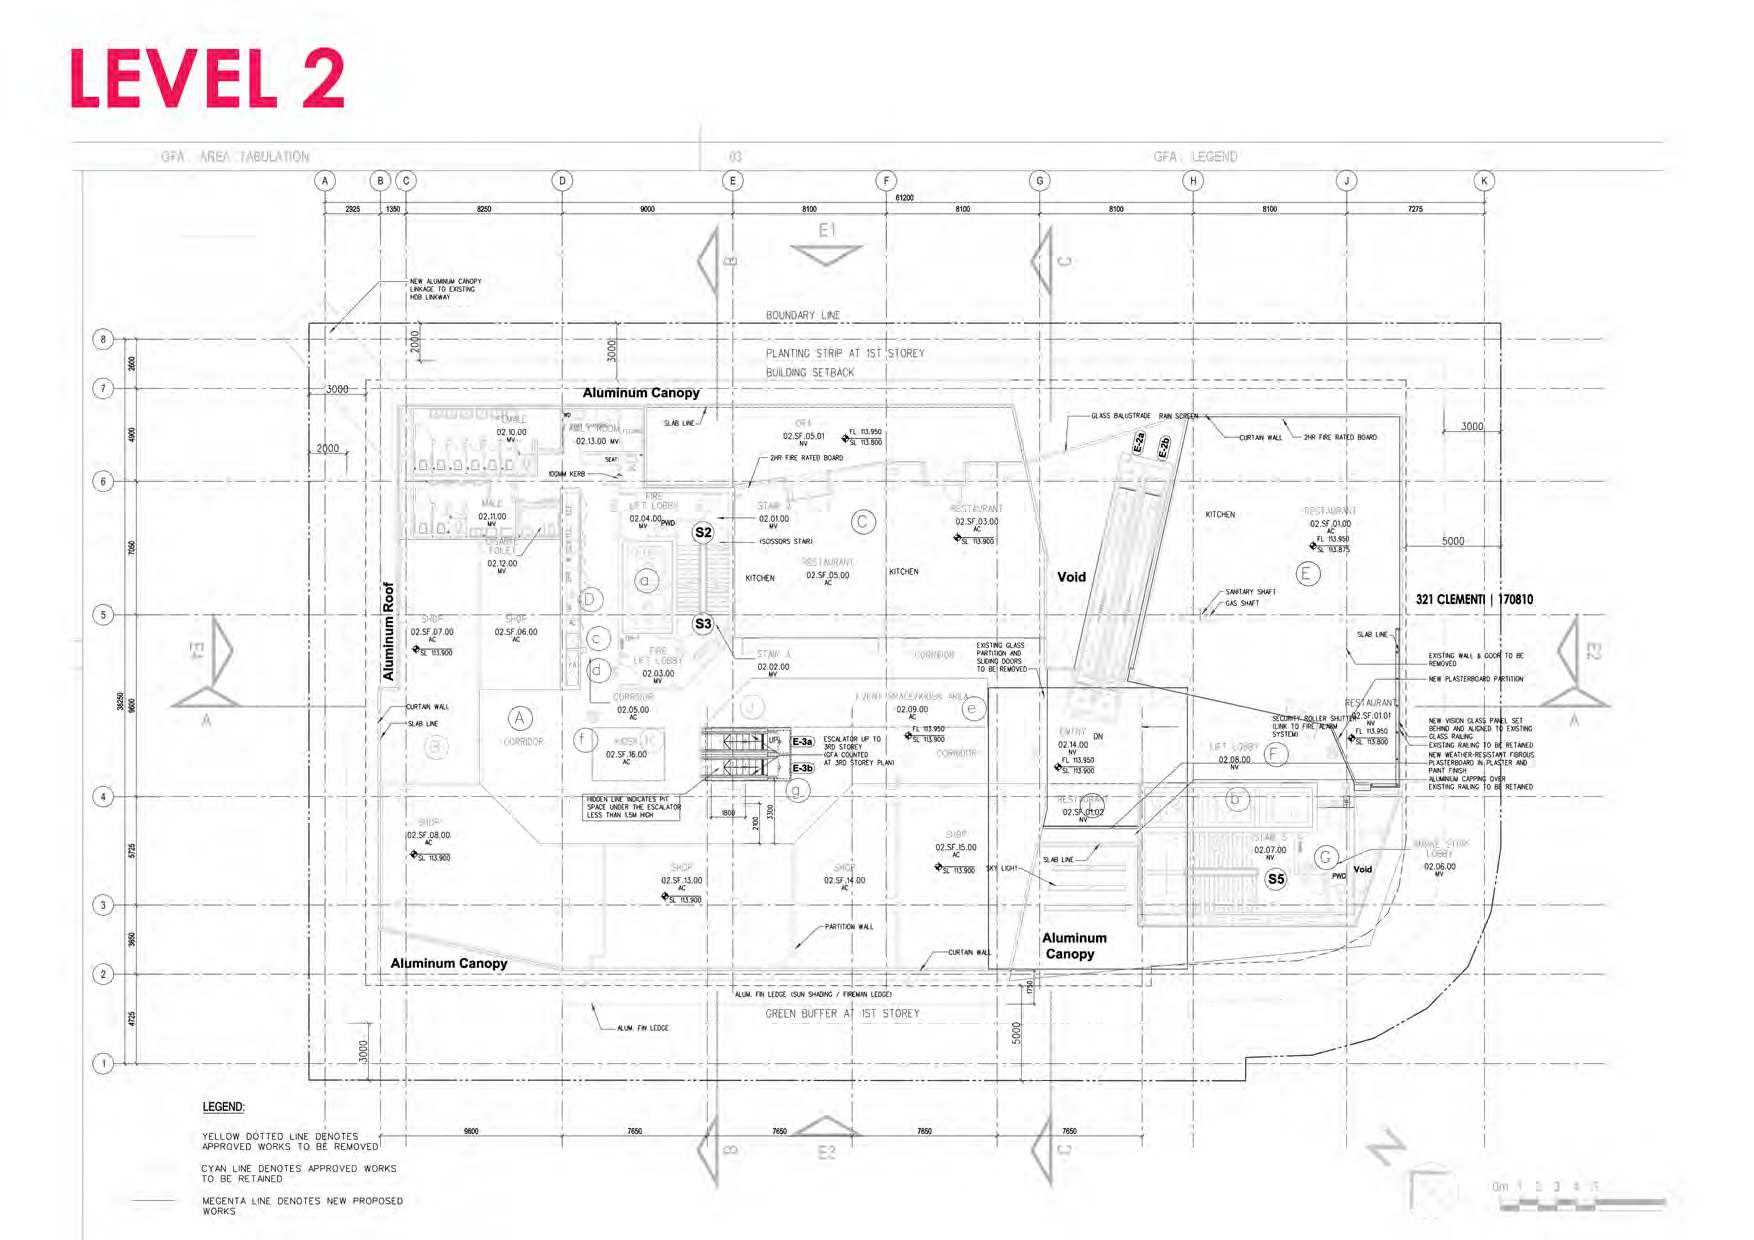 LEVEL 2
GFA AREA TABULATION
03
GFA LEGEND
A
B
C
D
E
F
G
H
J
K
61200
2925
1350
8250
9000
8100
8100
8100
8100
7275
E1
B
C
NEW ALUMINUM CANOPY
LINKAGE TO EXISTING
HDB LINKWAY
BOUNDARY LINE
PLANTING STRIP AT 1ST STOREY
BUILDING SETBACK
8
7
6
5
4
3
2
1
2600
4900
7050
9600
36250
5725
3650
4725
2000
3000
3000
2000
3000
5000
Aluminum Canopy
SLAB LINE
FEMALE
02.10.00
MV
02.13.00 MV
SEAT
100MM KERB
02.SF.05.01
NV
FL 113.950
SL 113.800
2HR FIRE RATED BOARD
GLASS BALUSTRADE
RAIN SCREEN
E-2a
E-2b
CURTAIN WALL
2HR FIRE RATED BOARD
MALE
02.11.00
MV
DISABLE
TOILET
02.12.00
MV
FIRE
LIFT LOBBY
02.04.00
MV
PWD
S2
02.01.00
MV
(SCISSORS STAIR)
C
RESTAURANT
02.SF.03.00
AC
SL 113.900
RESTAURANT
02.SF.05.00
AC
KITCHEN
KITCHEN
KITCHEN
RESTAURANT
02.SF.01.00
AC
FL 113.950
SL 113.875
E
Void
SANITARY SHAFT
GAS SHAFT
321 CLEMENTI | 170810
Aluminum Roof
SHOP
02.SF.07.00
AC
SL 113.900
SHOP
02.SF.06.00
AC
a
D
c
d
S3
FIRE
LIFT LOBBY
02.03.00
MV
STAIR 4
02.02.00
MV
CORRIDOR
EXISTING GLASS
PARTITION AND
SLIDING DOORS
TO BE REMOVED
SLAB LINE
EXISTING WALL & DOOR TO BE
REMOVED
NEW PLASTERBOARD PARTITION
E4
A
E2
A
CURTAIN WALL
SLAB LINE
A
B
CORRIDOR
CORRIDOR
02.05.00
AC
f
KIOSK
02.SF.16.00
AC
J
EVENT SPACE/KIOSK AREA
02.09.00
AC
e
FL 113.950
SL 113.900
CORRIDOR
UP
E-3a
E-3b
g
ESCALATOR UP TO
3RD STOREY
(GFA COUNTED
AT 3RD STOREY PLAN)
HIDDEN LINE INDICATES PIT
SPACE UNDER THE ESCALATOR
LESS THAN 1.5M HIGH
1800
2100
3300
ENTRY
DN
02.14.00
NV
FL 113.950
SL 113.900
RESTAURANT
02.SF.01.02
NV
SECURITY ROLLER SHUTTER
(LINK TO FIRE ALARM
SYSTEM)
LIFT LOBBY
02.08.00
NV
F
b
RESTAURANT
02.SF.01.01
NV
FL 113.950
SL 113.800
NEW VISION GLASS PANEL SET
BEHIND AND ALIGNED TO EXISTING
GLASS RAILING
EXISTING RAILING TO BE RETAINED
NEW WEATHER-RESISTANT FIBROUS
PLASTERBOARD IN PLASTER AND
PAINT FINISH
ALUMINIUM CAPPING OVER
EXISTING RAILING TO BE RETAINED
SHOP
02.SF.08.00
AC
SL 113.900
SHOP
02.SF.13.00
AC
SL 113.900
SHOP
02.SF.14.00
AC
SHOP
02.SF.15.00
AC
SL 113.900
SKY LIGHT
SLAB LINE
STAIR 5
02.07.00
NV
S5
G
PWD
Void
LOBBY
02.06.00
MV
PARTITION WALL
CURTAIN WALL
Aluminum
Canopy
Aluminum Canopy
ALUM. FIN LEDGE (SUN SHADING / FIREMAN LEDGE)
GREEN BUFFER AT 1ST STOREY
ALUM. FIN LEDGE
3000
5000
1750
9600
7650
7650
7650
7650
B
E3
C
N
0m 1 2 3 4 5
LEGEND:
YELLOW DOTTED LINE DENOTES
APPROVED WORKS TO BE REMOVED
CYAN LINE DENOTES APPROVED WORKS
TO BE RETAINED
MEGENTA LINE DENOTES NEW PROPOSED
WORKS